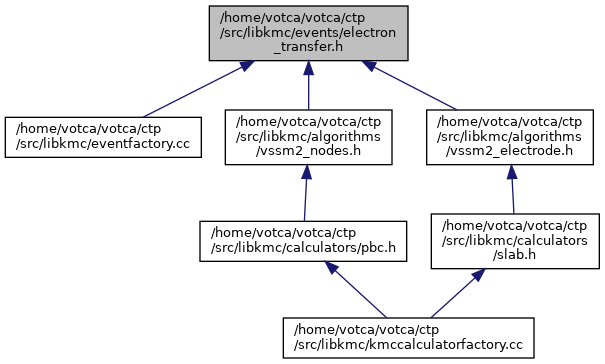 /home/votca/votca/ctp
/src/libkmc/events/electron
_transfer.h
/home/votca/votca/ctp
/src/libkmc/eventfactory.cc
/home/votca/votca/ctp
/src/libkmc/algorithms
/vssm2_nodes.h
/home/votca/votca/ctp
/src/libkmc/algorithms
/vssm2_electrode.h
/home/votca/votca/ctp
/src/libkmc/calculators/pbc.h
/home/votca/votca/ctp
/src/libkmc/calculators
/slab.h
/home/votca/votca/ctp
/src/libkmc/kmccalculatorfactory.cc